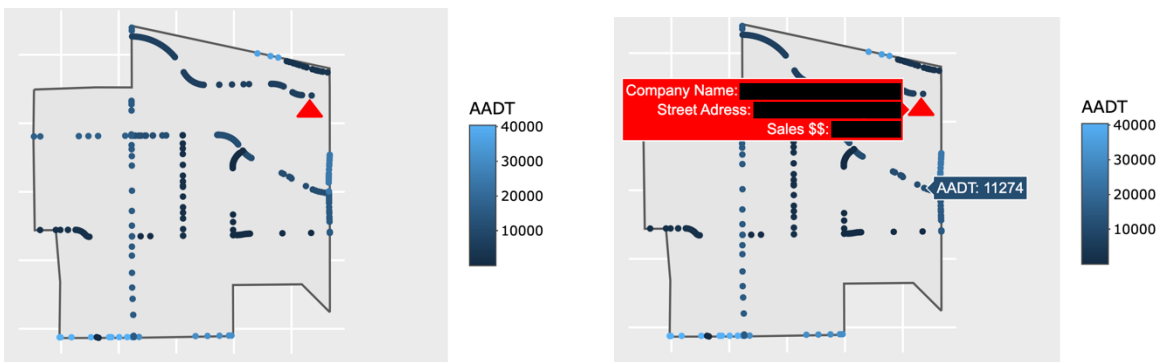 AADT
40000
30000
20000
10000
Company Name:
Street Adress:
Sales $$:
AADT: 11274
AADT
40000
30000
20000
10000